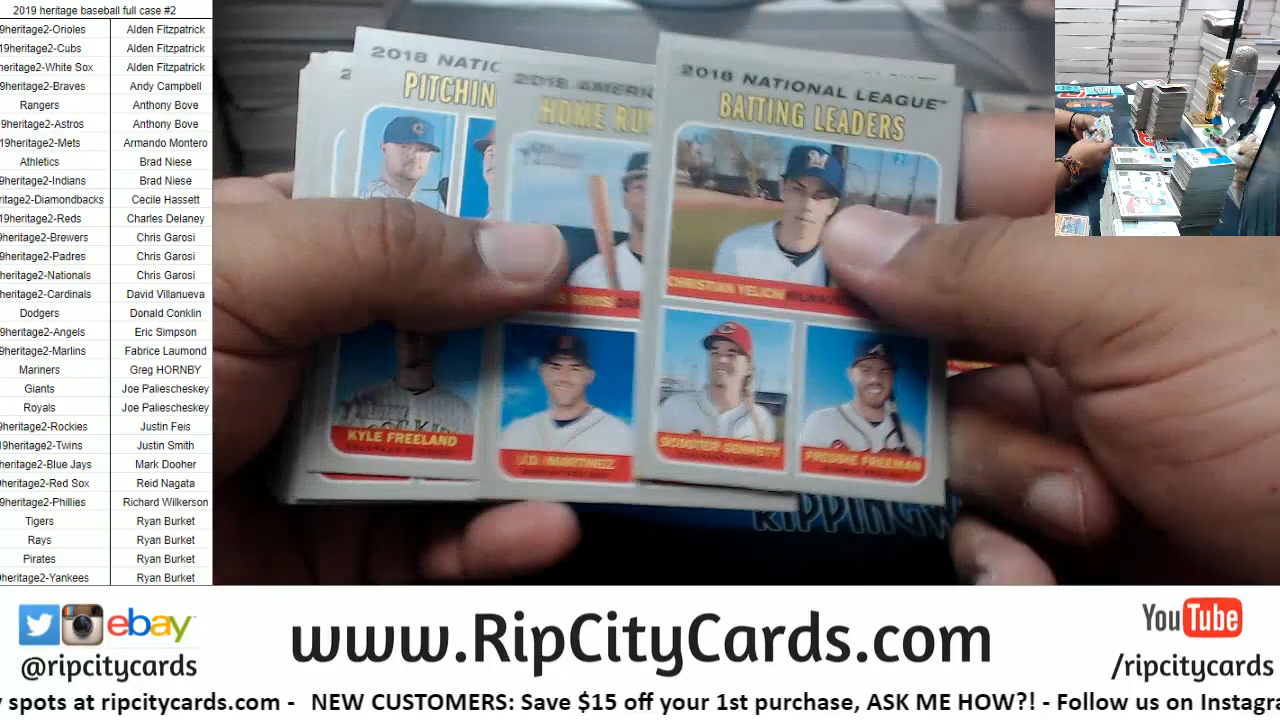 2019 heritage baseball full case #2
9heritage2-Orioles Alden Fitzpatrick
19heritage2-Cubs Alden Fitzpatrick
heritage2-White Sox Alden Fitzpatrick
9heritage2-Braves Andy Campbell
Rangers Anthony Bove
9heritage2-Astros Anthony Bove
19heritage2-Mets Armando Montero
Athletics Brad Niese
9heritage2-Indians Brad Niese
ritage2-Diamondbacks Cecile Hassett
19heritage2-Reds Charles Delaney
9heritage2-Brewers Chris Garosi
9heritage2-Padres Chris Garosi
heritage2-Nationals Chris Garosi
heritage2-Cardinals David Villanueva
Dodgers Donald Conklin
9heritage2-Angels Eric Simpson
9heritage2-Marlins Fabrice Laumond
Mariners Greg HORNBY
Giants Joe Paliescheskey
Royals Joe Paliescheskey
9heritage2-Rockies Justin Feis
19heritage2-Twins Justin Smith
heritage2-Blue Jays Mark Dooher
heritage2-Red Sox Reid Nagata
9heritage2-Phillies Richard Wilkerson
Tigers Ryan Burket
Rays Ryan Burket
Pirates Ryan Burket
9heritage2-Yankees Ryan Burket
2
2018 NATIO
PITCHIN
C
KYLE FREELAND
2018 AMERIC
HOME RU
J.D. MARTINEZ
2018 NATIONAL LEAGUE™
BATTING LEADERS
CHRISTIAN YELICH
SCOOTER GENNETT
FREDDIE FREEMAN
RIPPING
ebay
@ripcitycards
www.RipCityCards.com
YouTube
/ripcitycards
y spots at ripcitycards.com - NEW CUSTOMERS: Save $15 off your 1st purchase, ASK ME HOW?! - Follow us on Instagra